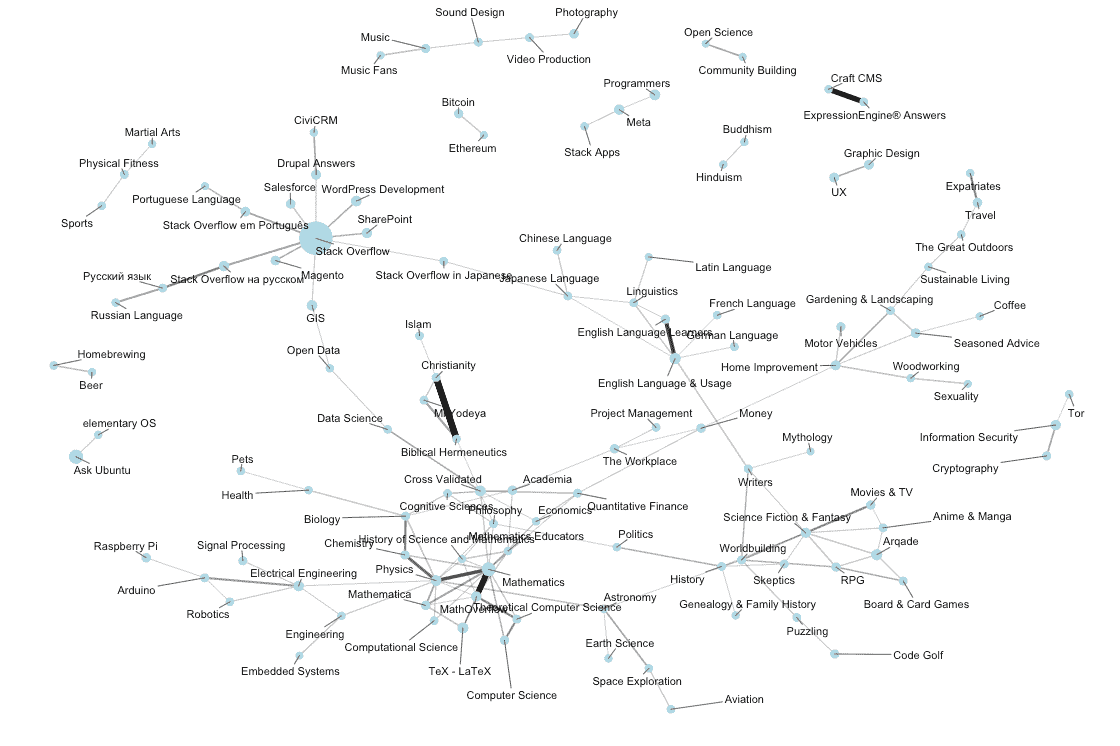 Sound Design
Photography
Music
Music Fans
Video Production
Open Science
Community Building
Craft CMS
ExpressionEngine® Answers
Programmers
Meta
Stack Apps
Bitcoin
Ethereum
Buddhism
Hinduism
Graphic Design
UX
Martial Arts
Physical Fitness
Sports
CiviCRM
Drupal Answers
Salesforce
WordPress Development
Portuguese Language
Stack Overflow em Português
SharePoint
Stack Overflow
Русский язык
Stack Overflow на русском
Magento
Russian Language
Stack Overflow in Japanese
Chinese Language
Japanese Language
Latin Language
Linguistics
French Language
English Language Learners
German Language
English Language & Usage
Expatriates
Travel
The Great Outdoors
Sustainable Living
Gardening & Landscaping
Coffee
Motor Vehicles
Seasoned Advice
Home Improvement
Woodworking
Sexuality
GIS
Open Data
Islam
Christianity
Mi Yodeya
Biblical Hermeneutics
Data Science
Homebrewing
Beer
elementary OS
Ask Ubuntu
Project Management
Money
The Workplace
Mythology
Writers
Tor
Information Security
Cryptography
Pets
Health
Cross Validated
Academia
Cognitive Sciences
Philosophy
Economics
Quantitative Finance
Biology
Chemistry
History of Science and Mathematics
Mathematics Educators
Politics
Science Fiction & Fantasy
Movies & TV
Anime & Manga
Arqade
Worldbuilding
Skeptics
RPG
History
Board & Card Games
Genealogy & Family History
Puzzling
Code Golf
Raspberry Pi
Signal Processing
Electrical Engineering
Arduino
Robotics
Physics
Mathematics
Mathematica
MathOverflow
Theoretical Computer Science
Astronomy
Engineering
Embedded Systems
Computational Science
TeX - LaTeX
Computer Science
Earth Science
Space Exploration
Aviation